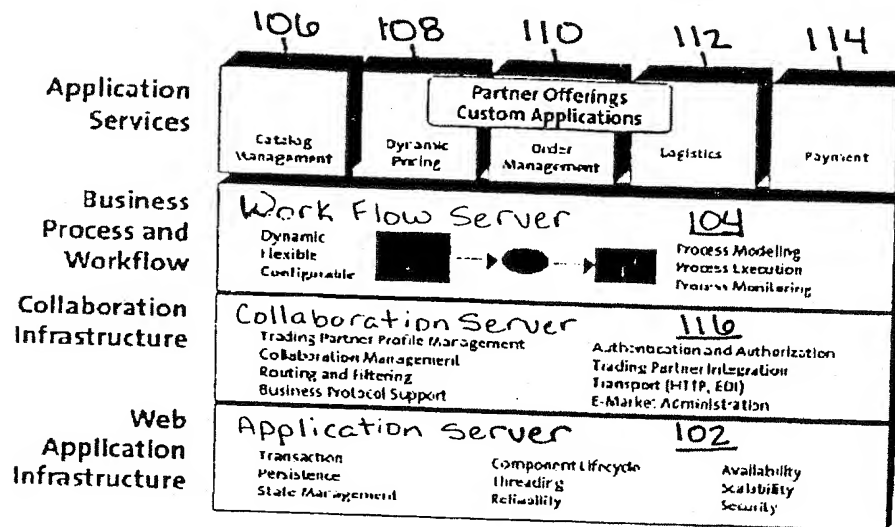 106 108 110 112 114
Application
Services
Partner Offerings
Custom Applications
Catalog
Management
Dynamic
Pricing
Order
Management
Logistics
Payment
Business
Process and
Workflow
Work Flow Server 104
Dynamic
Flexible
Configurable
Process Modeling
Process Execution
Process Monitoring
Collaboration
Infrastructure
Collaboration Server 116
Trading Partner Profile Management
Collaboration Management
Routing and Filtering
Business Protocol Support
Authentication and Authorization
Trading Partner Integration
Transport (HTTP, EDI)
E-Market Administration
Web
Application
Infrastructure
Application Server 102
Transaction
Persistence
State Management
Component Lifecycle
Threading
Reliability
Availability
Scalability
Security